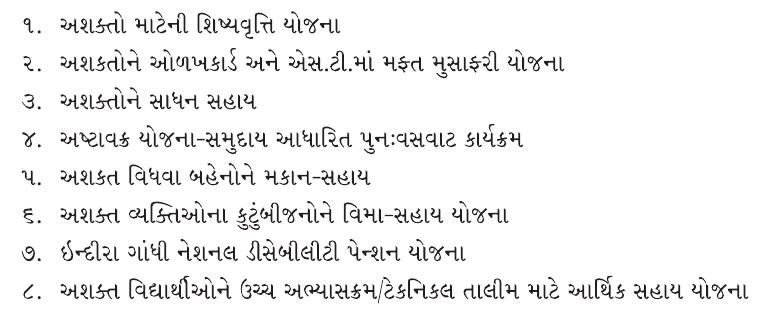 ૧. અશક્તો માટેની શિષ્યવૃત્તિ યોજના
૨. અશકતોને ઓળખકાર્ડ અને એસ.ટી.માં મફત મુસાફરી યોજના
૩. અશક્તોને સાધન સહાય
૪. અષ્ટાવક્ર યોજના-સમુદાય આધારિત પુનઃવસવાટ કાર્યક્રમ
૫. અશકત વિધવા બહેનોને મકાન-સહાય
૬. અશક્ત વ્યક્તિઓના કુટુંબીજનોને વિમા-સહાય યોજના
૭. ઇન્દીરા ગાંધી નેશનલ ડીસેબીલીટી પેન્શન યોજના
૮. અશક્ત વિદ્યાર્થીઓને ઉચ્ચ અભ્યાસક્રમ/ટેકનિકલ તાલીમ માટે આર્થિક સહાય યોજના